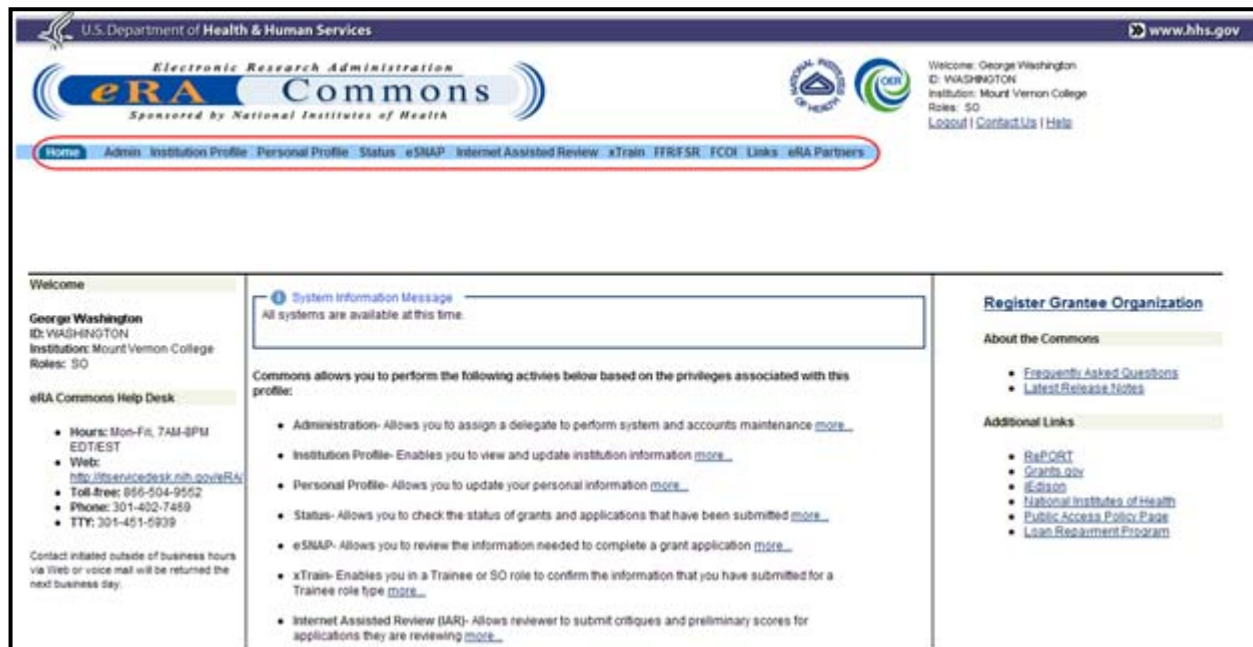 U.S. Department of Health & Human Services
www.hhs.gov
Electronic Research Administration
eRA Commons
Sponsored by National Institutes of Health
NATIONAL INSTITUTES OF HEALTH
OER
Welcome: George Washington
ID: WASHINGTON
Institution: Mount Vernon College
Roles: SO
Logout | Contact Us | Help
Home Admin Institution Profile Personal Profile Status eSNAP Internet Assisted Review xTrain FFR/FSR FCOI Links eRA Partners
Welcome
George Washington
ID: WASHINGTON
Institution: Mount Vernon College
Roles: SO
eRA Commons Help Desk
Hours: Mon-Fri, 7AM-8PM
EDT/EST
Web:
http://itservicedesk.nih.gov/eRA/
Toll-free: 866-504-9552
Phone: 301-402-7469
TTY: 301-451-5939
Contact initiated outside of business hours
via Web or voice mail will be returned the
next business day.
System Information Message
All systems are available at this time.
Commons allows you to perform the following activies below based on the privileges associated with this
profile:
Administration- Allows you to assign a delegate to perform system and accounts maintenance more...
Institution Profile- Enables you to view and update institution information more...
Personal Profile- Allows you to update your personal information more...
Status- Allows you to check the status of grants and applications that have been submitted more...
eSNAP- Allows you to review the information needed to complete a grant application more...
xTrain- Enables you in a Trainee or SO role to confirm the information that you have submitted for a
Trainee role type more...
Internet Assisted Review (IAR)- Allows reviewer to submit critiques and preliminary scores for
applications they are reviewing more...
Register Grantee Organization
About the Commons
Frequently Asked Questions
Latest Release Notes
Additional Links
RePORT
Grants.gov
iEdison
National Institutes of Health
Public Access Policy Page
Loan Repayment Program